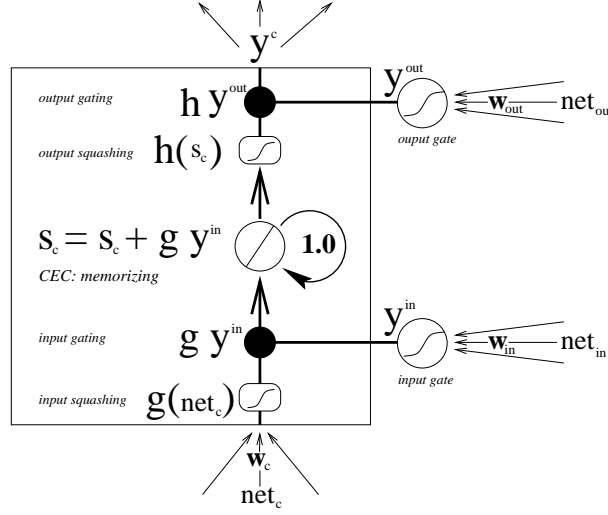 y^c
y^out
output gating
h y^out
w_out
net_ou
ouput gate
output squashing
h(s_c)
s_c = s_c + g y^in
1.0
CEC: memorizing
y^in
input gating
g y^in
w_in
net_in
input gate
input squashing
g(net_c)
w_c
net_c